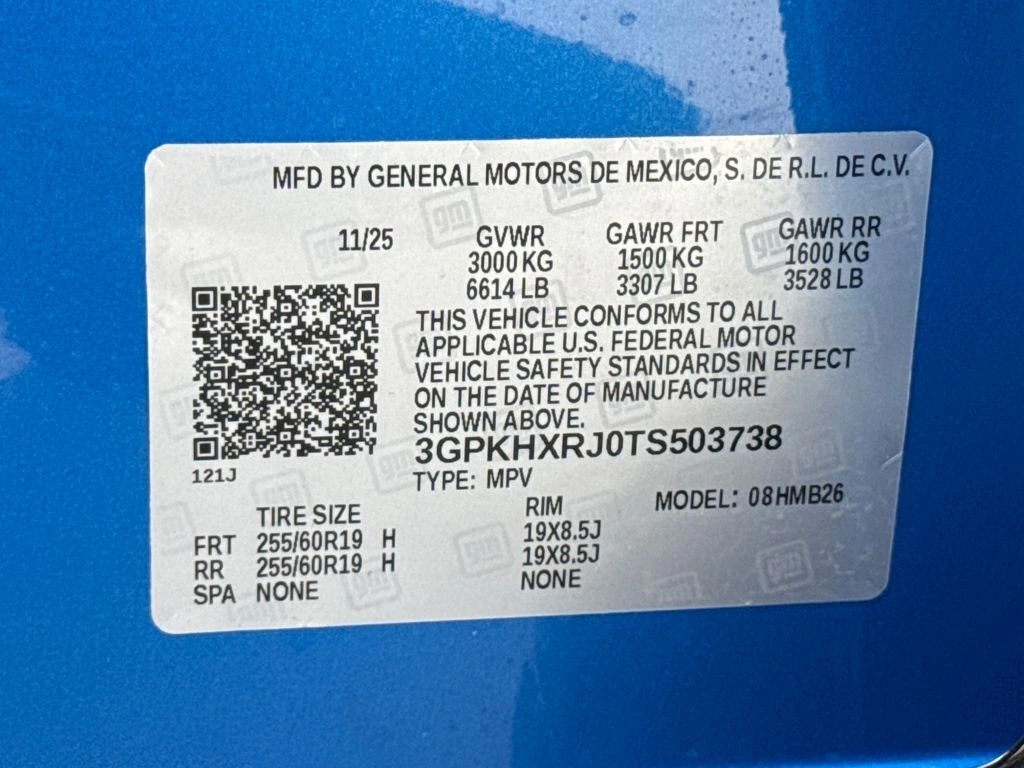 MFD BY GENERAL MOTORS DE MEXICO, S. DE R.L. DE C.V.
11/25 GVWR GAWR FRT GAWR RR
3000 KG 1500 KG 1600 KG
6614 LB 3307 LB 3528 LB
THIS VEHICLE CONFORMS TO ALL
APPLICABLE U.S. FEDERAL MOTOR
VEHICLE SAFETY STANDARDS IN EFFECT
ON THE DATE OF MANUFACTURE
SHOWN ABOVE.
3GPKHXRJ0TS503738
121J
TYPE: MPV
MODEL: 08HMB26
TIRE SIZE RIM
FRT 255/60R19 H 19X8.5J
RR 255/60R19 H 19X8.5J
SPA NONE NONE